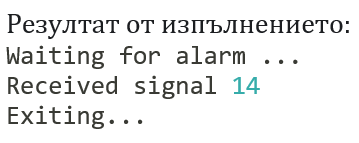 Резултат от изпълнението:
Waiting for alarm ...
Received signal 14
Exiting...